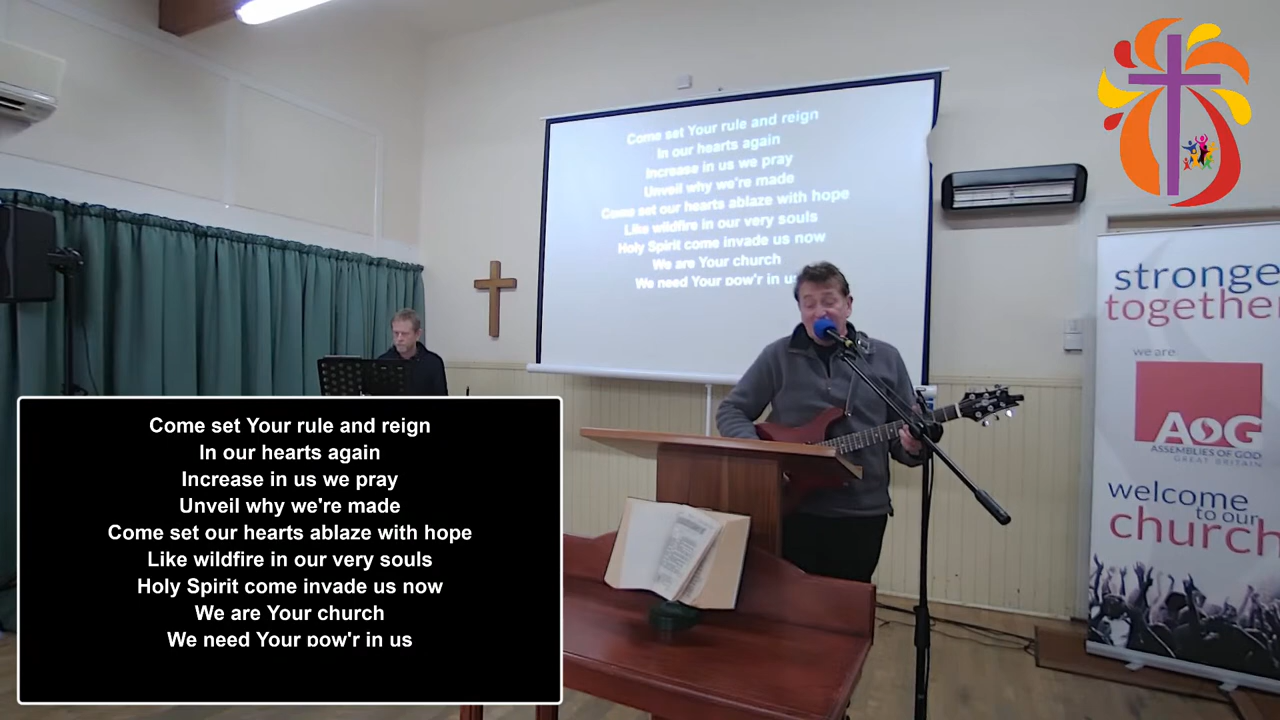 Come set Your rule and reign
In our hearts again
Increase in us we pray
Unveil why we're made
Come set our hearts ablaze with hope
Like wildfire in our very souls
Holy Spirit come invade us now
We are Your church
We need Your pow'r in us
stronge
together
we are
AOG
ASSEMBLIES OF GOD
GREAT BRITAIN
welcome
to our
church
Come set Your rule and reign
In our hearts again
Increase in us we pray
Unveil why we're made
Come set our hearts ablaze with hope
Like wildfire in our very souls
Holy Spirit come invade us now
We are Your church
We need Your pow'r in us